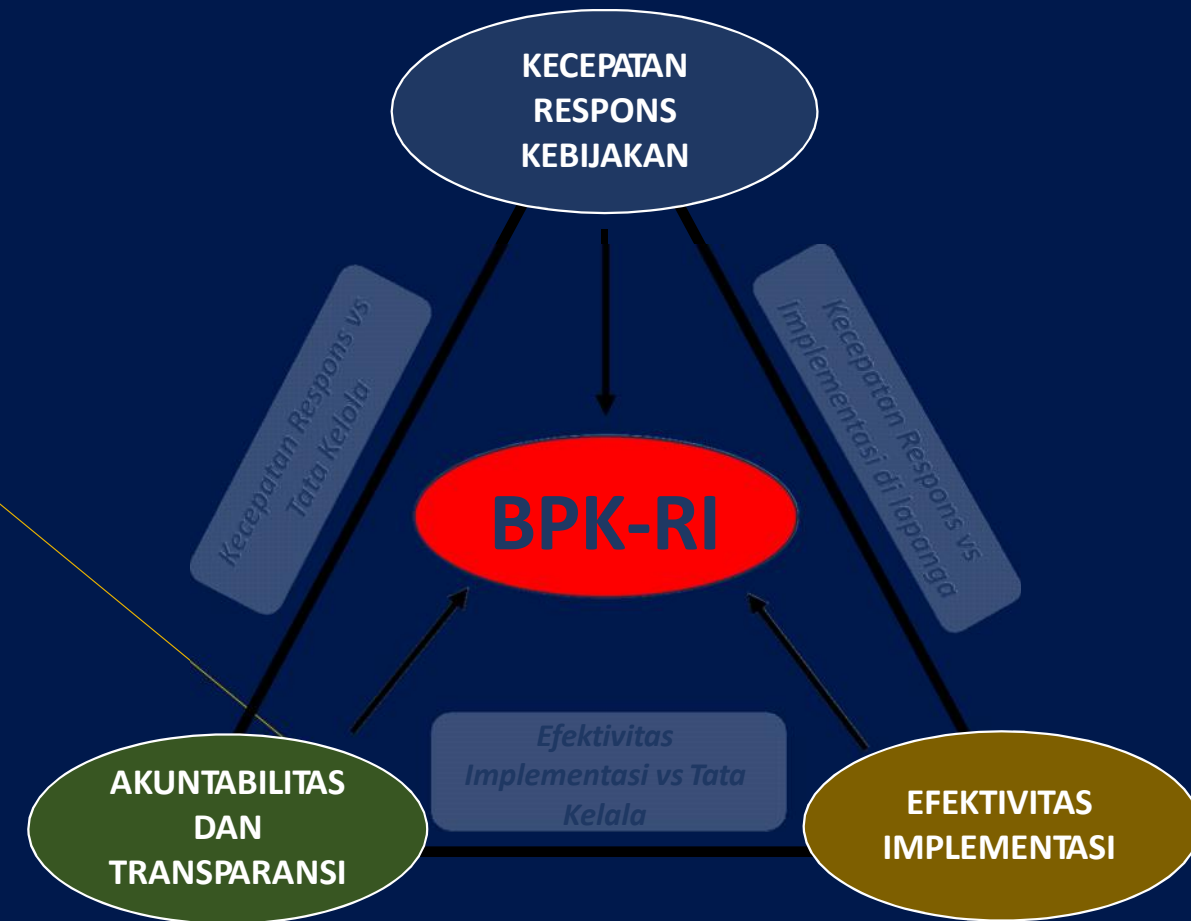 KECEPATAN
RESPONS
KEBIJAKAN
Kecepatan Respons vs
Tata Kelola
Kecepatan Respons vs
Implementasi di lapanga
BPK-RI
Efektivitas
Implementasi vs Tata
Kelala
AKUNTABILITAS
DAN
TRANSPARANSI
EFEKTIVITAS
IMPLEMENTASI